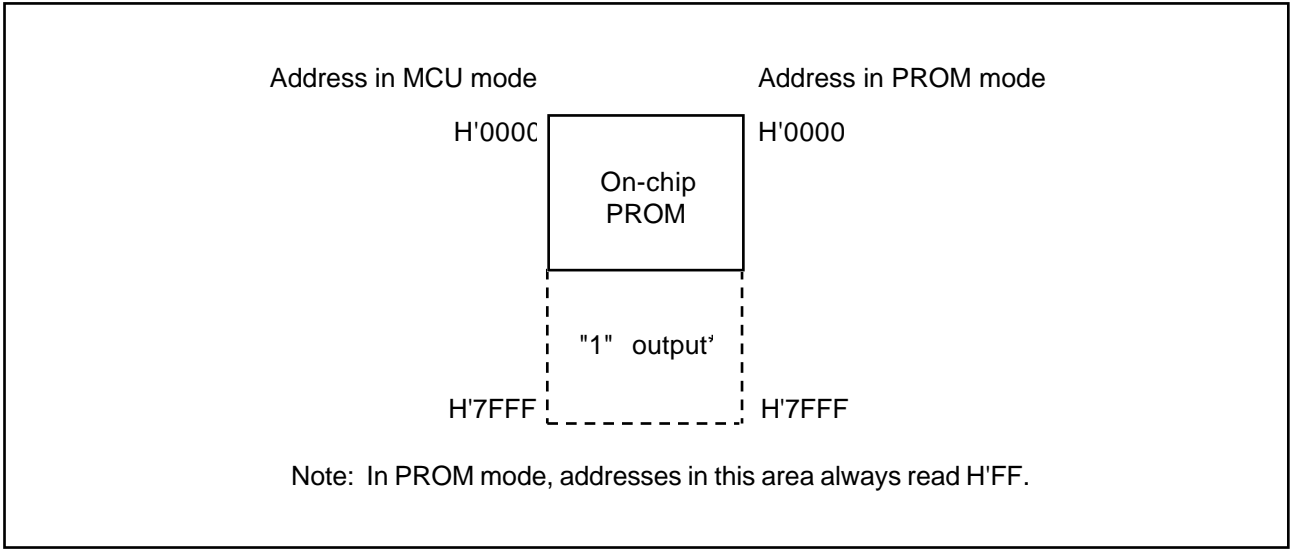 Address in MCU mode Address in PROM mode
H'0000 H'0000
On-chip
PROM
"1" output*
H'7FFF H'7FFF
Note: In PROM mode, addresses in this area always read H'FF.